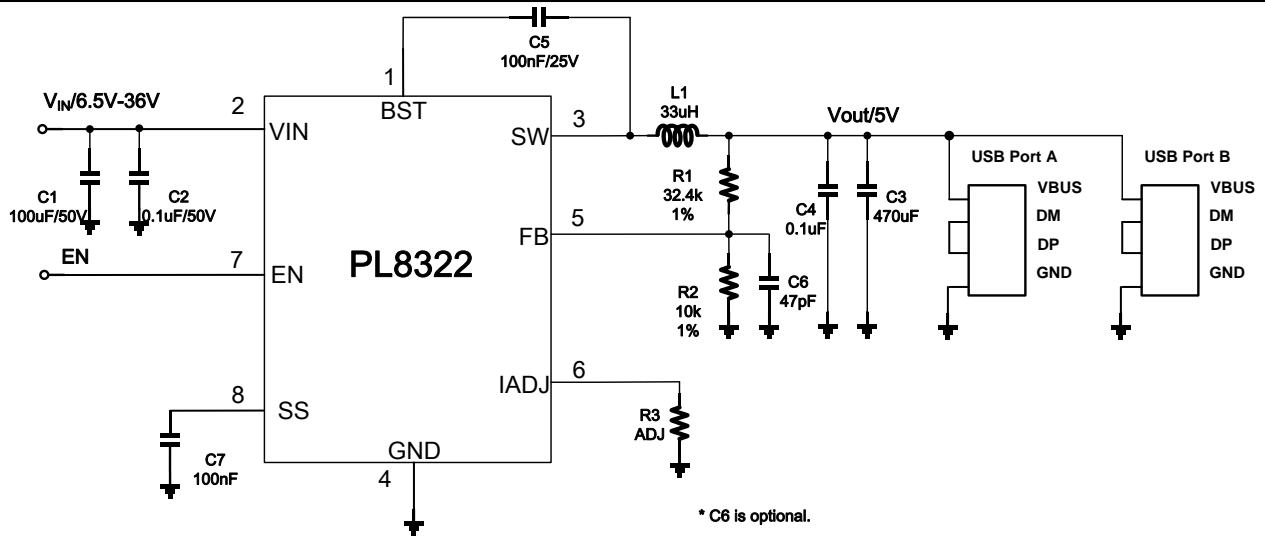 C5
100nF/25V
1
BST
VIN/6.5V-36V
2
VIN
C1
100uF/50V
C2
0.1uF/50V
EN
7
EN
PL8322
SW
3
L1
33uH
Vout/5V
R1
32.4k
1%
5
FB
R2
10k
1%
C6
47pF
C4
0.1uF
C3
470uF
USB Port A
VBUS
DM
DP
GND
USB Port B
VBUS
DM
DP
GND
IADJ
6
R3
ADJ
8
SS
C7
100nF
GND
4
* C6 is optional.